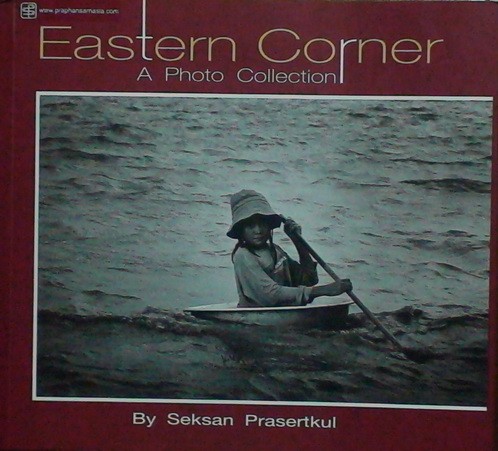 www.praphansarnasia.com
Eastern Corner
A Photo Collection
By Seksan Prasertkul